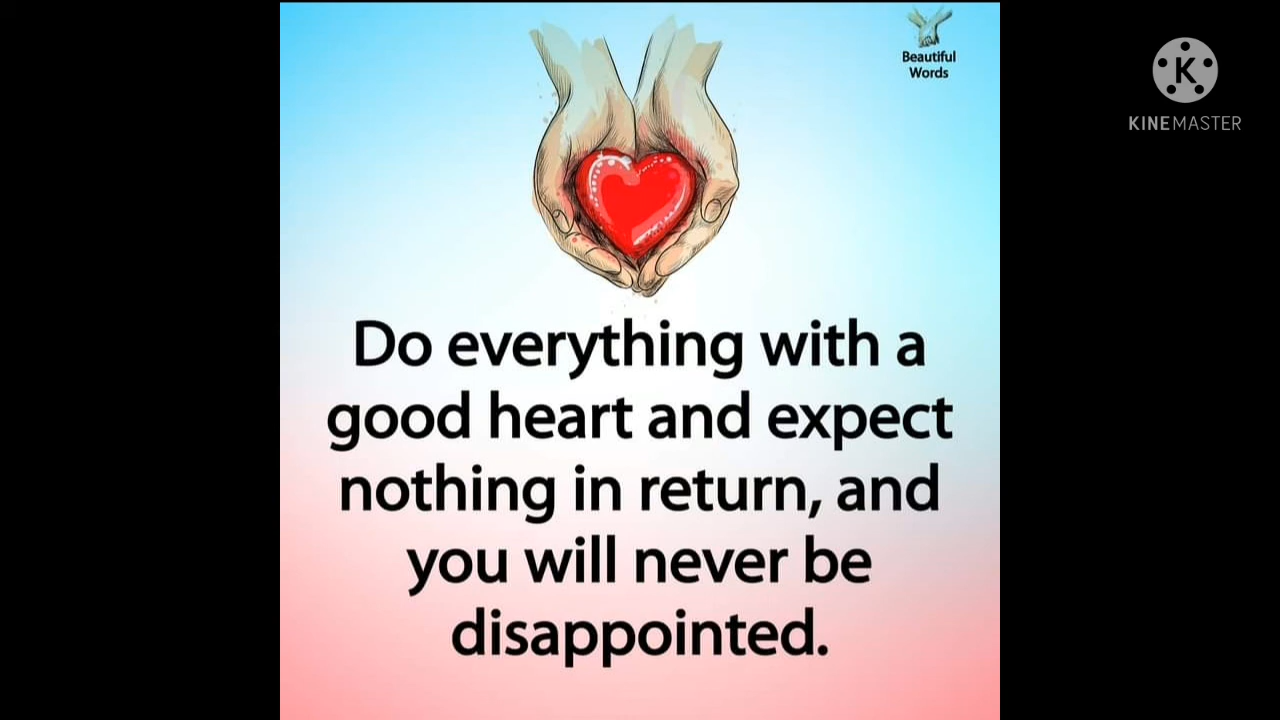 Beautiful
Words
K
KINEMASTER
Do everything with a
good heart and expect
nothing in return, and
you will never be
disappointed.